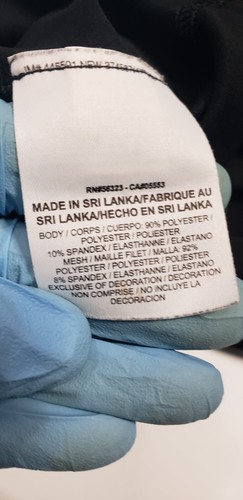 RN#56323 - CA#05553
MADE IN SRI LANKA/FABRIQUE AU
SRI LANKA/HECHO EN SRI LANKA
BODY / CORPS / CUERPO: 90% POLYESTER /
POLYESTER / POLIESTER
10% SPANDEX / ELASTHANNE / ELASTANO
MESH / MAILLE FILET / MALLA: 92%
POLYESTER / POLYESTER / POLIESTER
8% SPANDEX / ELASTHANNE / ELASTANO
EXCLUSIVE OF DECORATION / DECORATION
NON COMPRISE / NO INCLUYE LA
DECORACION